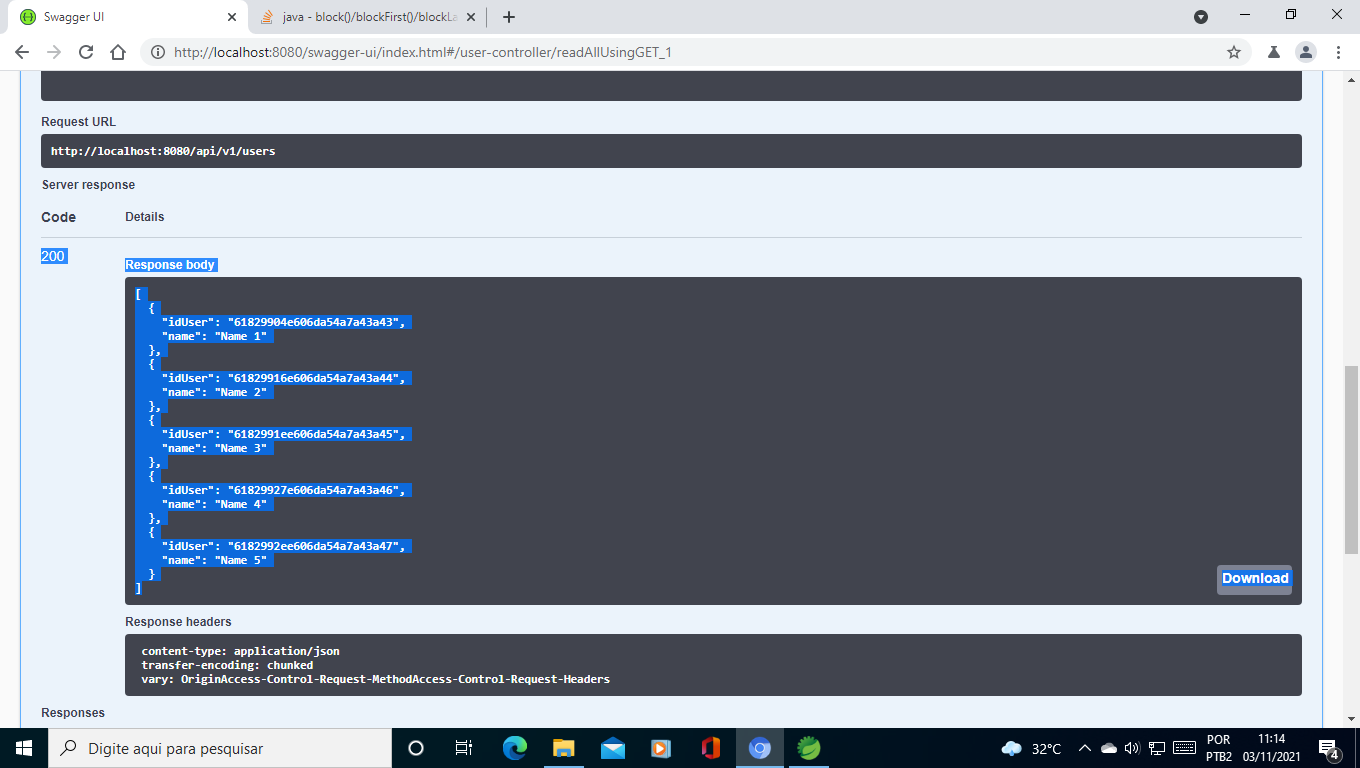 Swagger UI
java - block()/blockFirst()/blockLa
http://localhost:8080/swagger-ui/index.html#/user-controller/readAllUsingGET_1
Request URL
http://localhost:8080/api/v1/users
Server response
Code Details
200
Response body
[
{
"idUser": "61829904e606da54a7a43a43",
"name": "Name 1"
},
{
"idUser": "61829916e606da54a7a43a44",
"name": "Name 2"
},
{
"idUser": "6182991ee606da54a7a43a45",
"name": "Name 3"
},
{
"idUser": "61829927e606da54a7a43a46",
"name": "Name 4"
},
{
"idUser": "6182992ee606da54a7a43a47",
"name": "Name 5"
}
]
Download
Response headers
content-type: application/json
transfer-encoding: chunked
vary: OriginAccess-Control-Request-MethodAccess-Control-Request-Headers
Responses
Digite aqui para pesquisar
32°C
POR
PTB2
11:14
03/11/2021
4